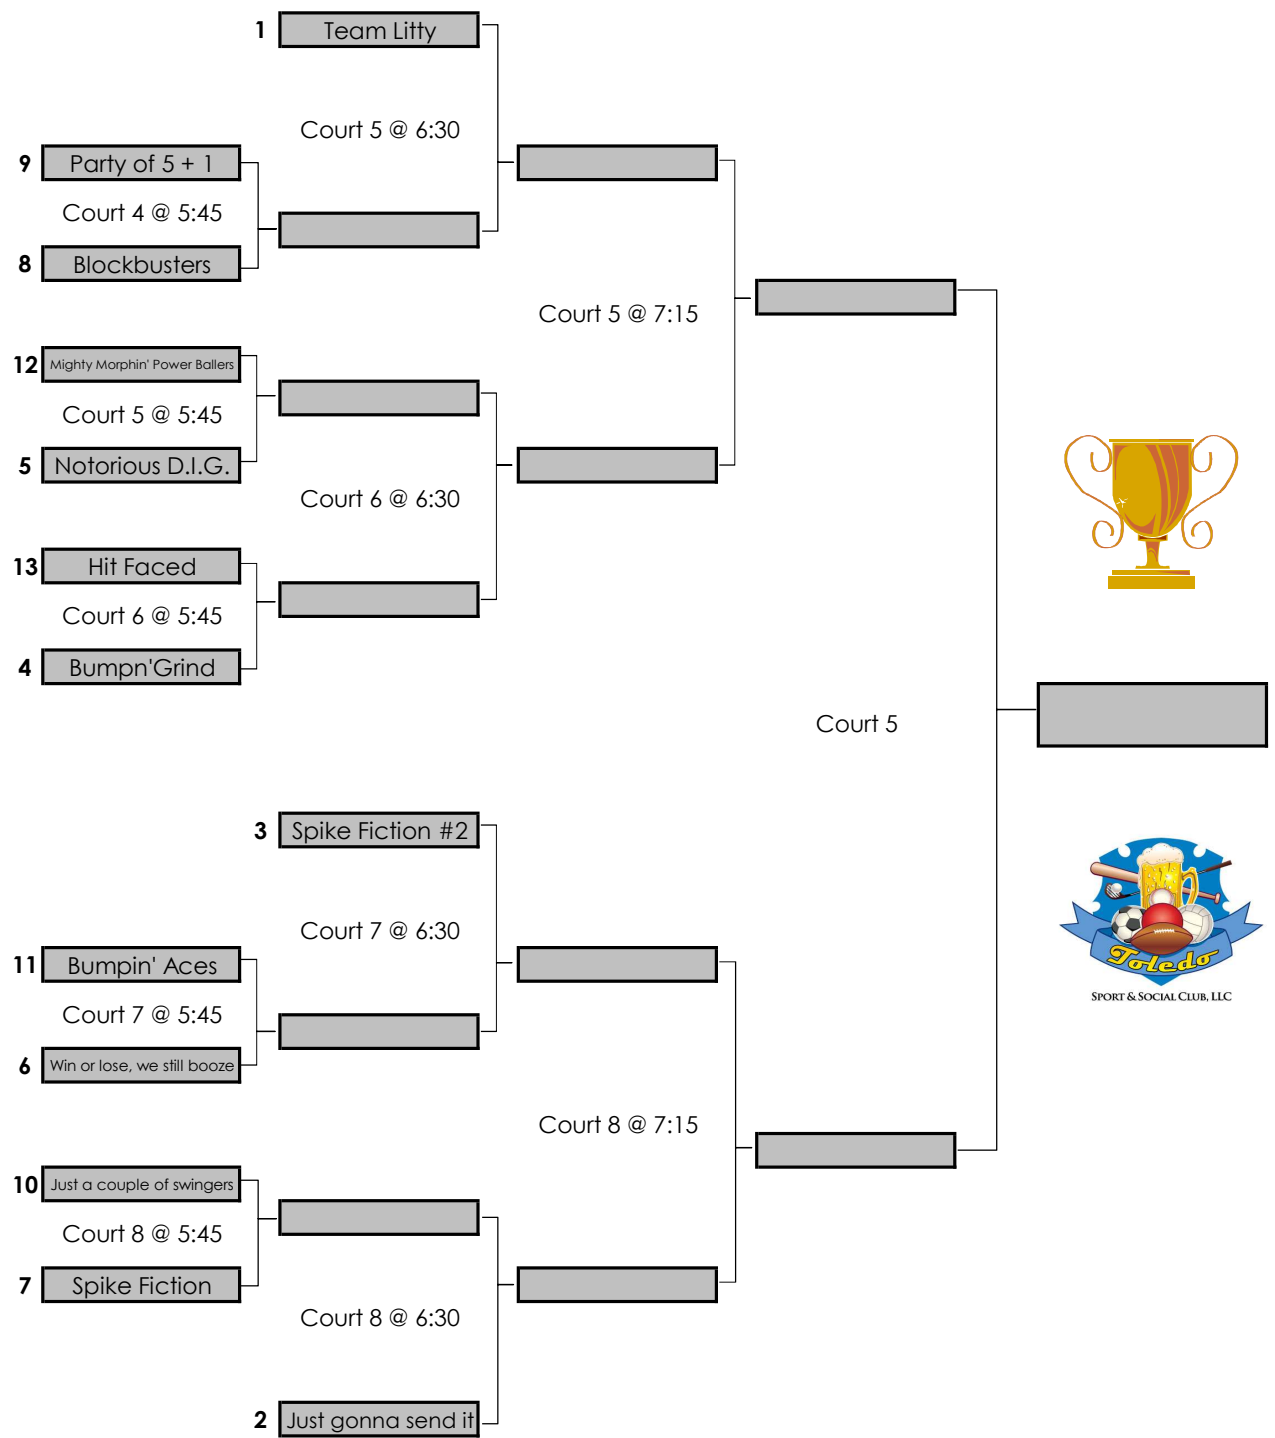 1 Team Litty
Court 5 @ 6:30
9 Party of 5 + 1
Court 4 @ 5:45
8 Blockbusters
Court 5 @ 7:15
12 Mighty Morphin' Power Ballers
Court 5 @ 5:45
5 Notorious D.I.G.
Court 6 @ 6:30
13 Hit Faced
Court 6 @ 5:45
4 Bumpn'Grind
Court 5
3 Spike Fiction #2
Court 7 @ 6:30
11 Bumpin' Aces
Court 7 @ 5:45
6 Win or lose, we still booze
Toledo
SPORT & SOCIAL CLUB, LLC
Court 8 @ 7:15
10 Just a couple of swingers
Court 8 @ 5:45
7 Spike Fiction
Court 8 @ 6:30
2 Just gonna send it